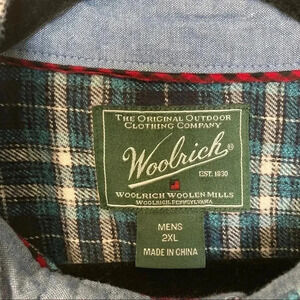 THE ORIGINAL OUTDOOR
CLOTHING COMPANY
Woolrich®
EST. 1830
WOOLRICH WOOLEN MILLS
WOOLRICH, PENNSYLVANIA
MENS
2XL
MADE IN CHINA